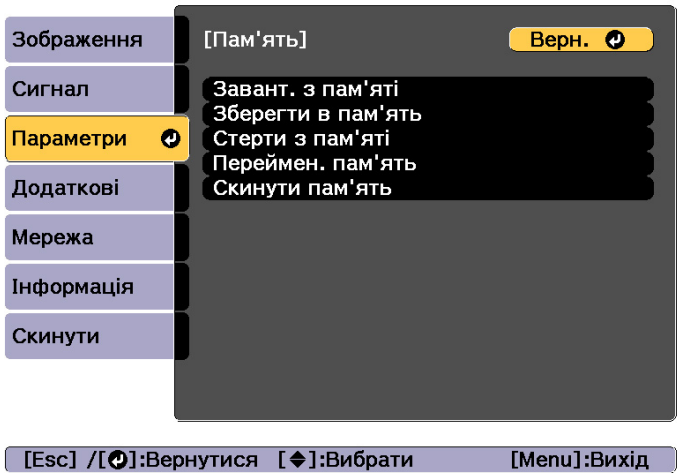 Зображення
Сигнал
Параметри
Додаткові
Мережа
Інформація
Скинути
[Пам'ять]
Верн.
Завант. з пам'яті
Зберегти в пам'ять
Стерти з пам'яті
Переймен. пам'ять
Скинути пам'ять
[Esc] /[⏎]:Вернутися [◆]:Вибрати [Menu]:Вихід